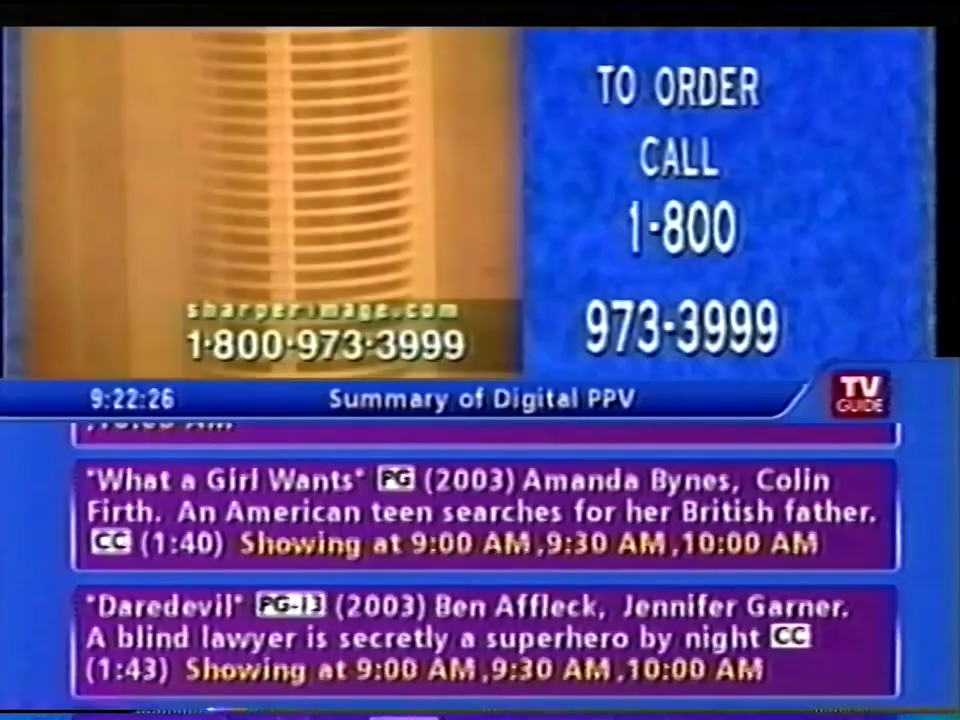 TO ORDER
CALL
1-800
973-3999
sharperimage.com
1-800-973-3999
9:22:26
Summary of Digital PPV
TV
GUIDE
"What a Girl Wants" PG (2003) Amanda Bynes, Colin
Firth. An American teen searches for her British father.
CC (1:40) Showing at 9:00 AM,9:30 AM,10:00 AM
"Daredevil" PG-13 (2003) Ben Affleck, Jennifer Garner.
A blind lawyer is secretly a superhero by night CC
(1:43) Showing at 9:00 AM,9:30 AM,10:00 AM